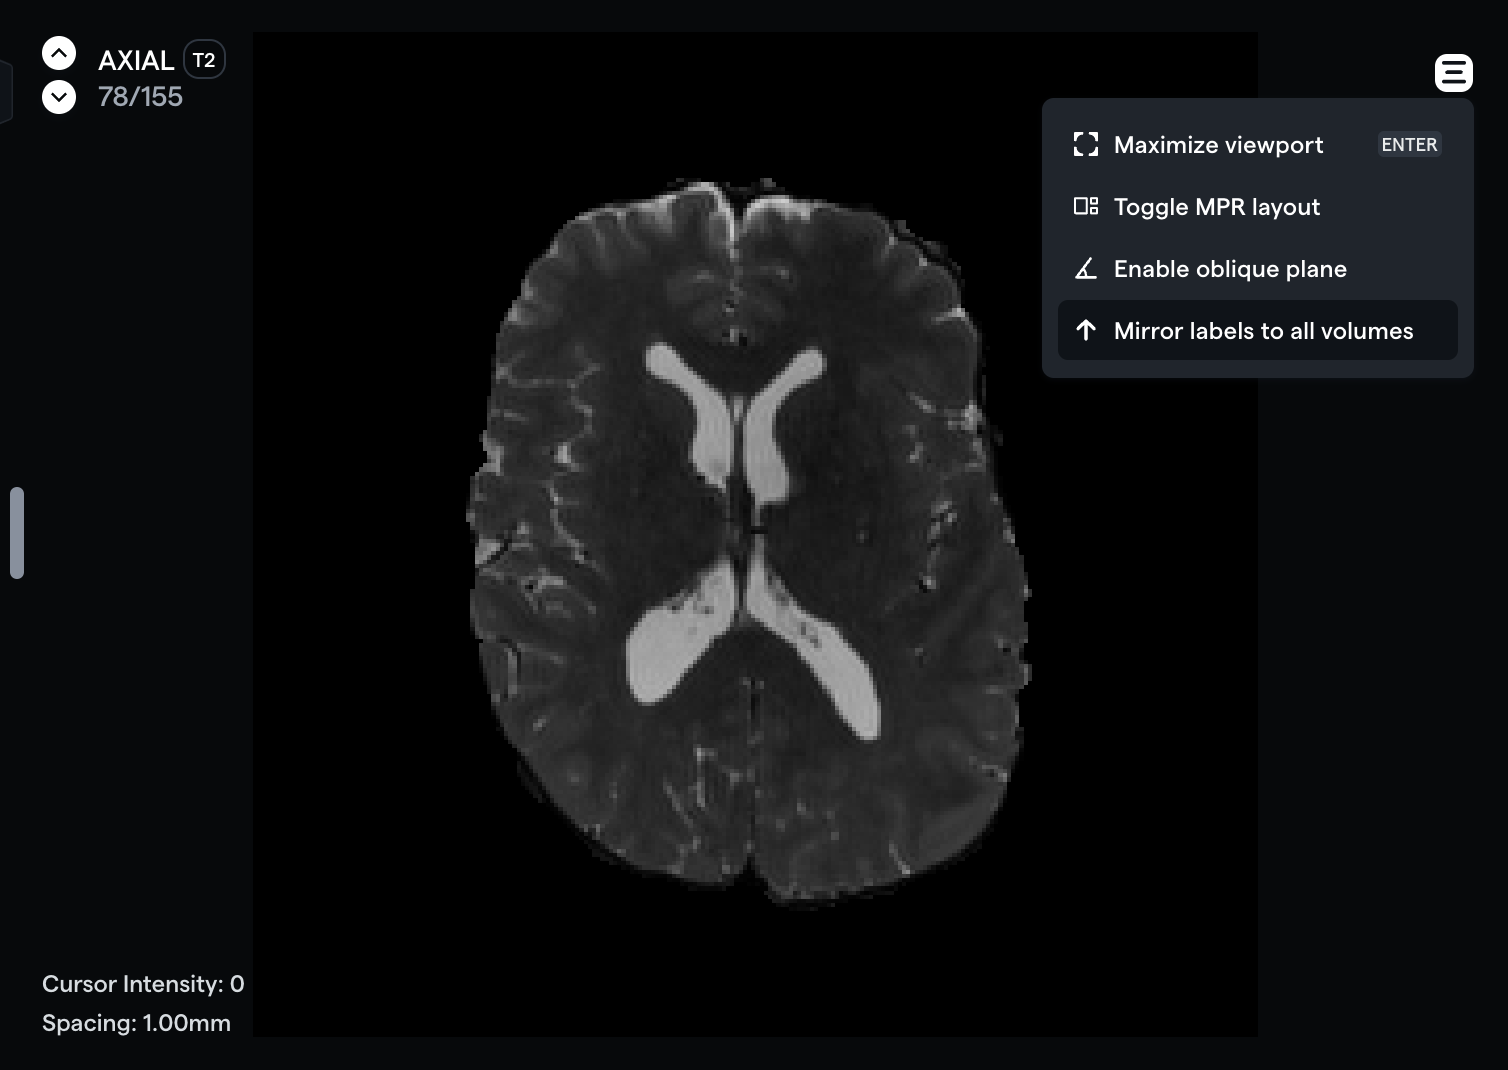 AXIAL T2
78/155
Maximize viewport ENTER
Toggle MPR layout
Enable oblique plane
Mirror labels to all volumes
Cursor Intensity: 0
Spacing: 1.00mm